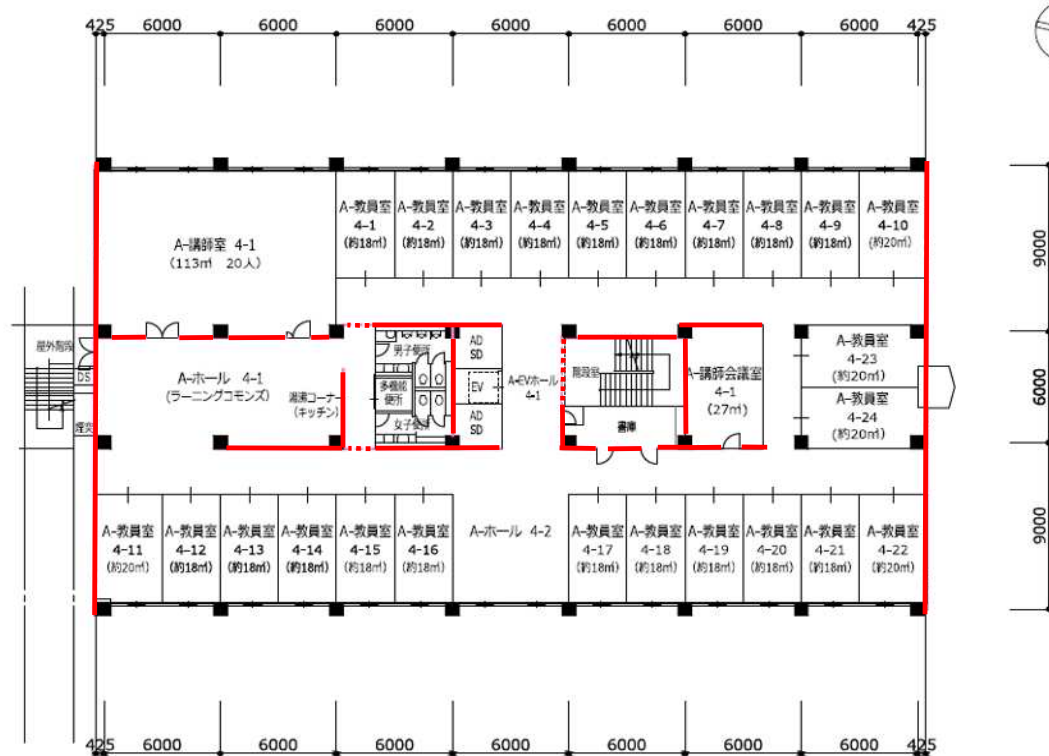 425 6000 6000 6000 6000 6000 6000 6000 425
A-講師室 4-1
(113㎡ 20人)
A-教員室
4-1
(約18㎡)
A-教員室
4-2
(約18㎡)
A-教員室
4-3
(約18㎡)
A-教員室
4-4
(約18㎡)
A-教員室
4-5
(約18㎡)
A-教員室
4-6
(約18㎡)
A-教員室
4-7
(約18㎡)
A-教員室
4-8
(約18㎡)
A-教員室
4-9
(約18㎡)
A-教員室
4-10
(約20㎡)
9000
屋外階段
DS
煙突
A-ホール 4-1
(ラーニングコモンズ)
湯沸コーナー
(キッチン)
男子便所
多機能
便所
女子便所
AD
SD
EV
AD
SD
A-EVホール
4-1
階段室
書庫
A-講師会議室
4-1
(27㎡)
A-教員室
4-23
(約20㎡)
A-教員室
4-24
(約20㎡)
6000
A-教員室
4-11
(約20㎡)
A-教員室
4-12
(約18㎡)
A-教員室
4-13
(約18㎡)
A-教員室
4-14
(約18㎡)
A-教員室
4-15
(約18㎡)
A-教員室
4-16
(約18㎡)
A-ホール 4-2
A-教員室
4-17
(約18㎡)
A-教員室
4-18
(約18㎡)
A-教員室
4-19
(約18㎡)
A-教員室
4-20
(約18㎡)
A-教員室
4-21
(約18㎡)
A-教員室
4-22
(約20㎡)
9000
425 6000 6000 6000 6000 6000 6000 6000 425